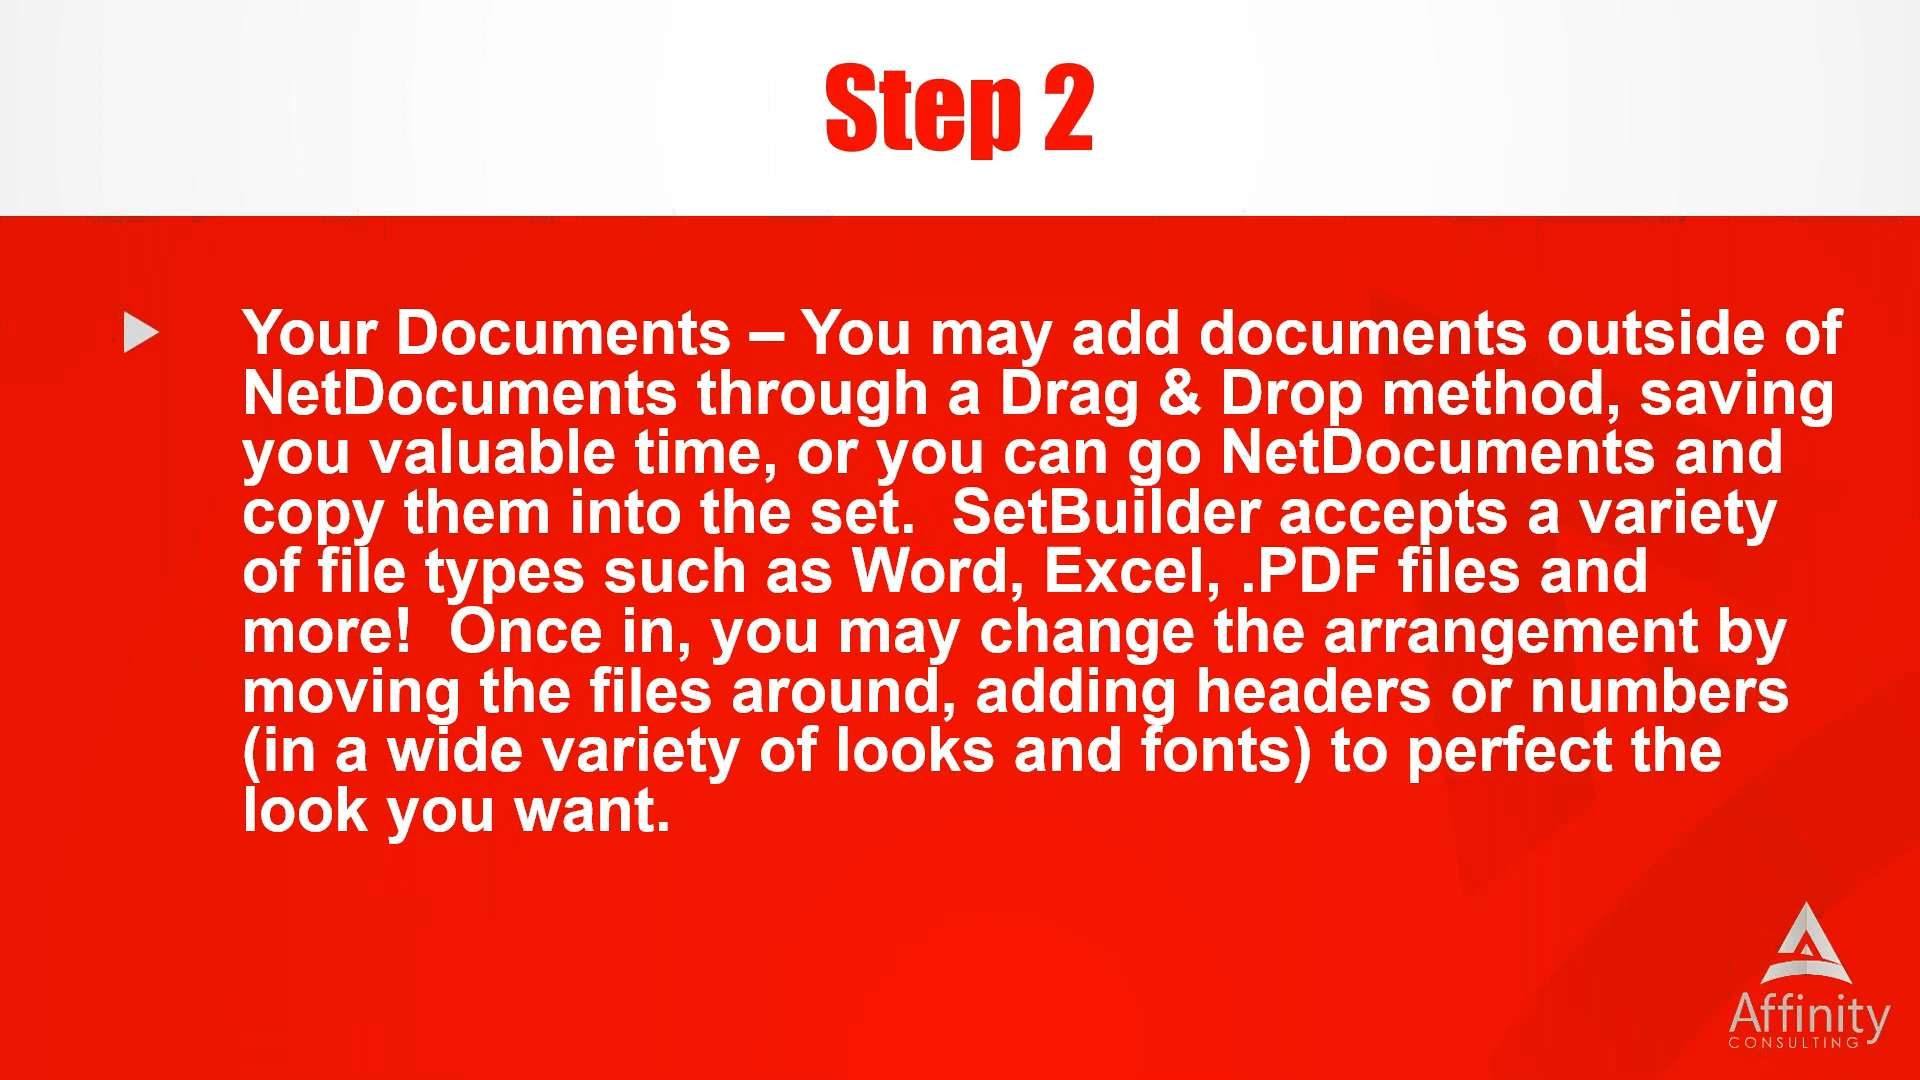 Step 2
Your Documents – You may add documents outside of
NetDocuments through a Drag & Drop method, saving
you valuable time, or you can go NetDocuments and
copy them into the set.  SetBuilder accepts a variety
of file types such as Word, Excel, .PDF files and
more!  Once in, you may change the arrangement by
moving the files around, adding headers or numbers
(in a wide variety of looks and fonts) to perfect the
look you want.
Affinity
CONSULTING